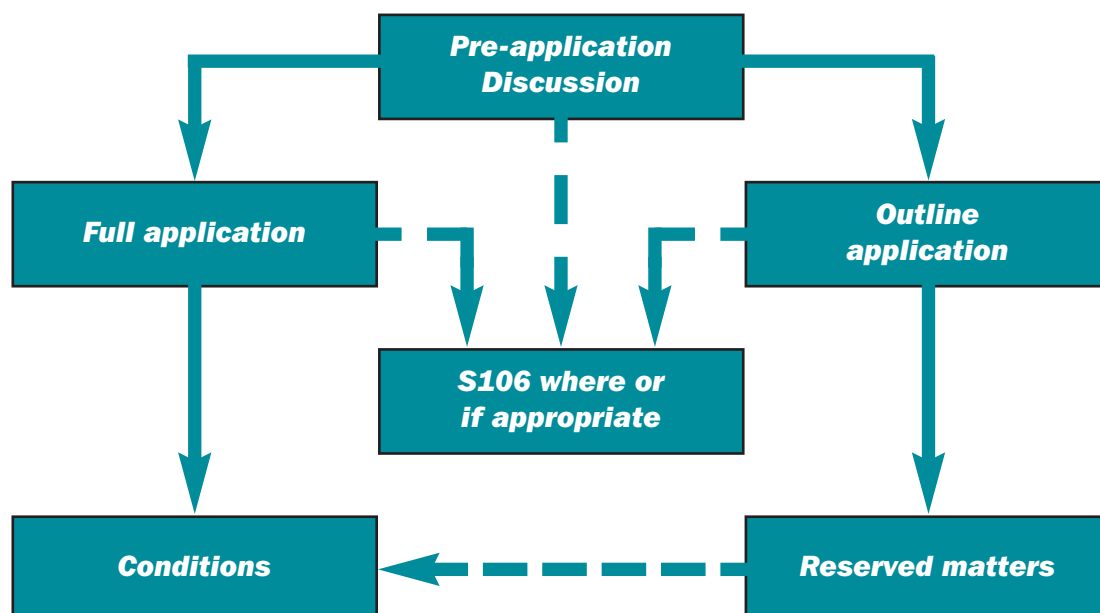 Pre-application
Discussion
Full application
Outline
application
S106 where or
if appropriate
Conditions
Reserved matters